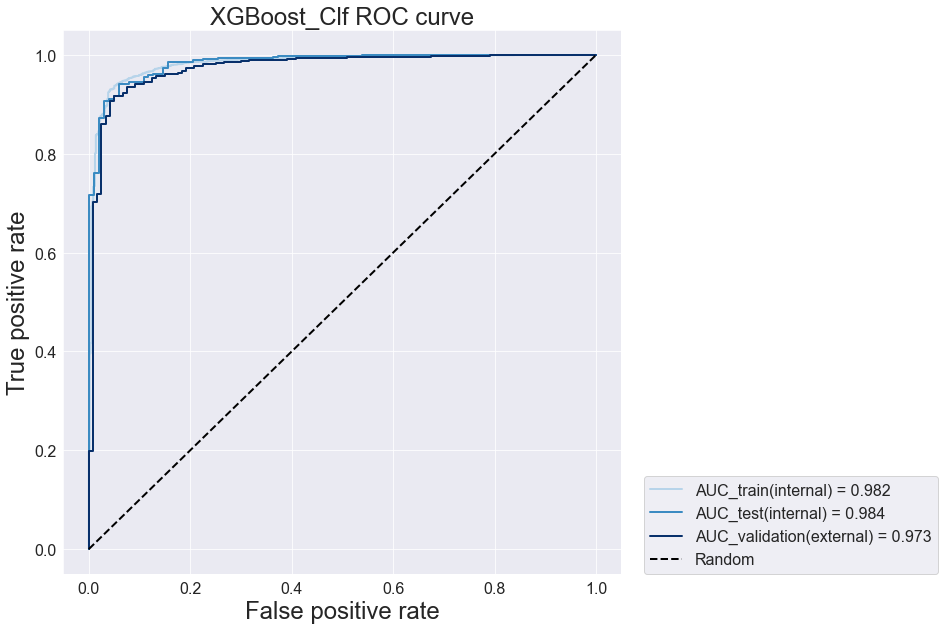 XGBoost_Clf ROC curve
True positive rate
1.0
0.8
0.6
0.4
0.2
0.0
0.0 0.2 0.4 0.6 0.8 1.0
False positive rate
AUC_train(internal) = 0.982
AUC_test(internal) = 0.984
AUC_validation(external) = 0.973
Random